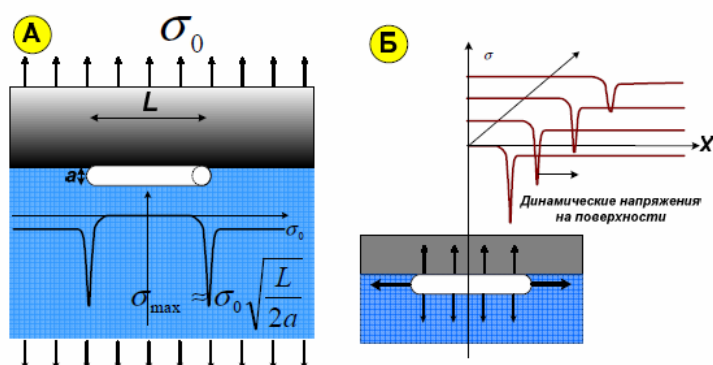 А
σ₀
L
a
σ₀
σmax ≈ σ₀ √(L/2a)
Б
σ
X
Динамические напряжения
на поверхности